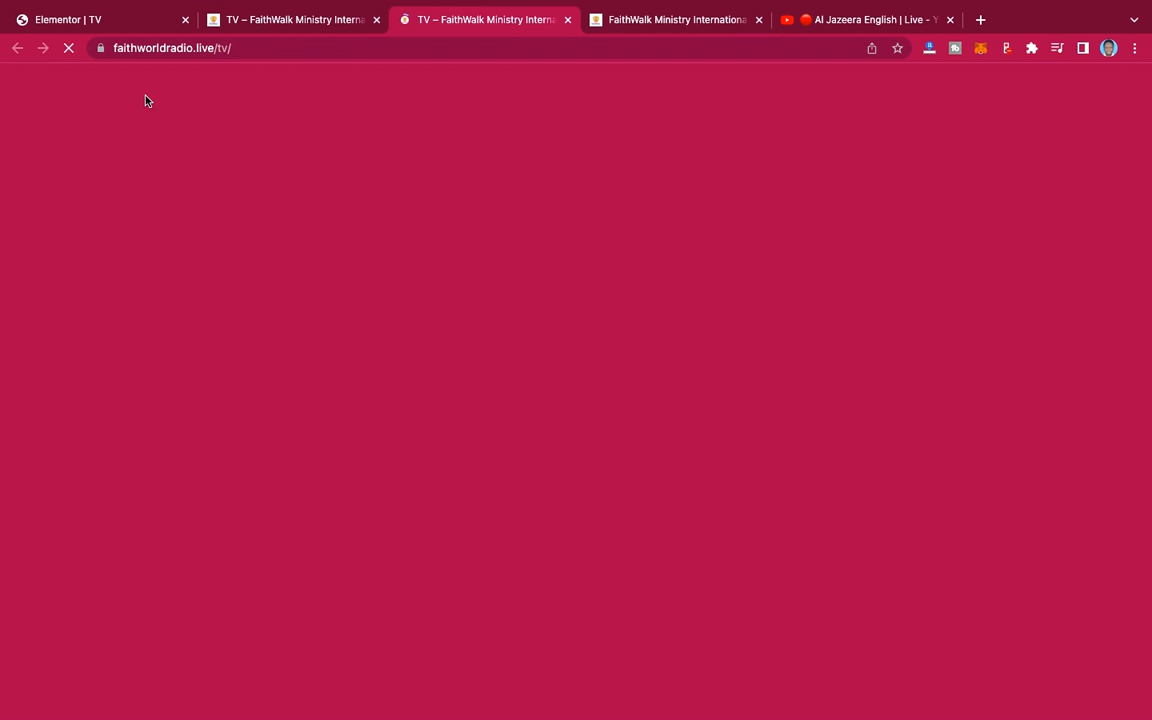 Elementor | TV
TV – FaithWalk Ministry Interna
TV – FaithWalk Ministry Interna
FaithWalk Ministry Internationa
Al Jazeera English | Live - Y
faithworldradio.live/tv/